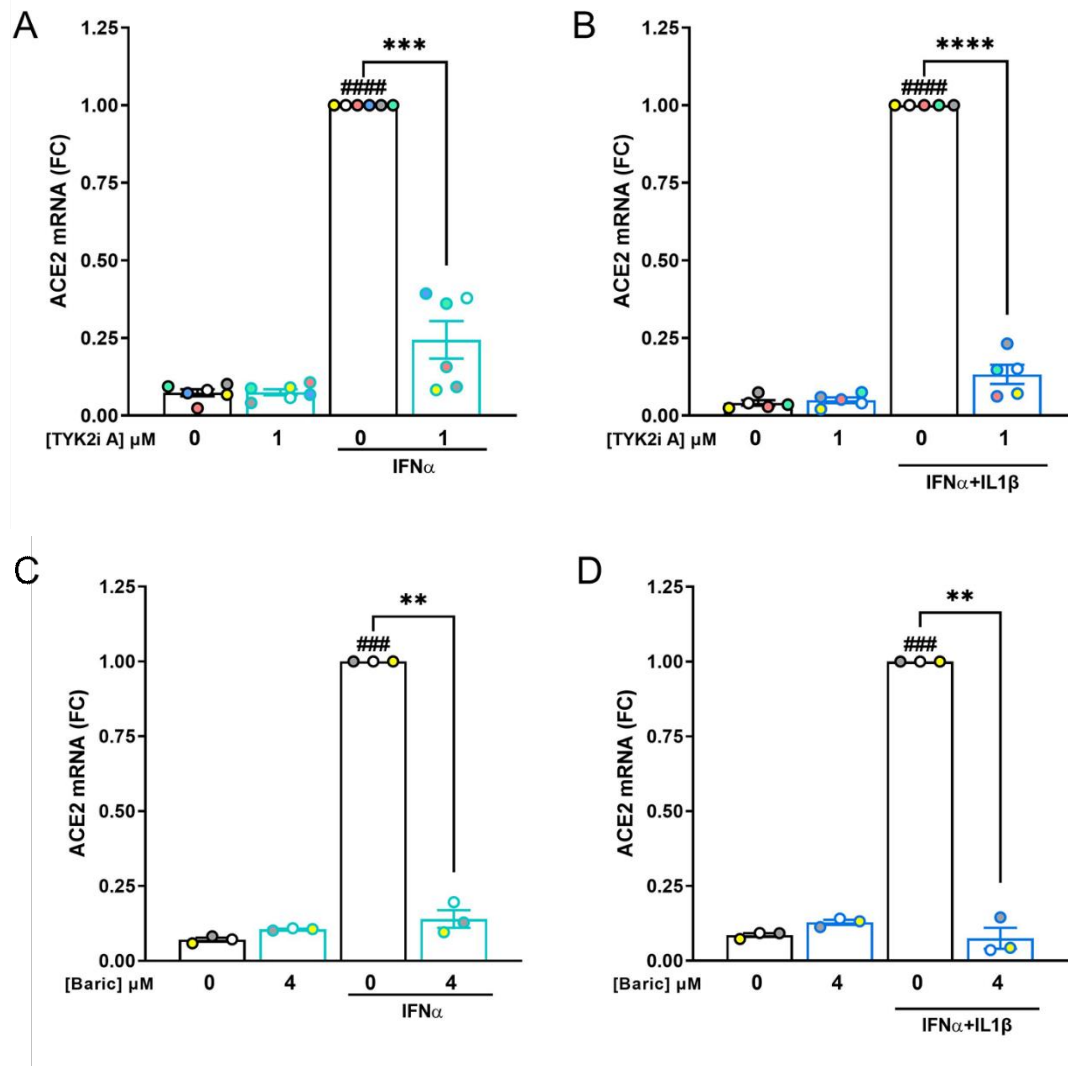 A
ACE2 mRNA (FC)
1.25
1.00
0.75
0.50
0.25
0.00
***
####
[TYK2i A] μM 0 1 0 1
IFNα
B
ACE2 mRNA (FC)
1.25
1.00
0.75
0.50
0.25
0.00
****
####
[TYK2i A] μM 0 1 0 1
IFNα+IL1β
C
ACE2 mRNA (FC)
1.25
1.00
0.75
0.50
0.25
0.00
**
###
[Baric] μM 0 4 0 4
IFNα
D
ACE2 mRNA (FC)
1.25
1.00
0.75
0.50
0.25
0.00
**
###
[Baric] μM 0 4 0 4
IFNα+IL1β